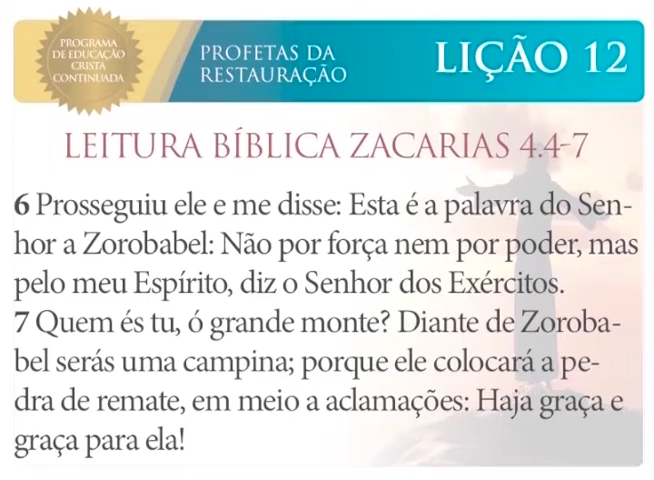 PROGRAMA
DE EDUCAÇÃO
CRISTÃ
CONTINUADA
PROFETAS DA
RESTAURAÇÃO
LIÇÃO 12
LEITURA BÍBLICA ZACARIAS 4.4-7
6 Prosseguiu ele e me disse: Esta é a palavra do Sen-
hor a Zorobabel: Não por força nem por poder, mas
pelo meu Espírito, diz o Senhor dos Exércitos.
7 Quem és tu, ó grande monte? Diante de Zoroba-
bel serás uma campina; porque ele colocará a pe-
dra de remate, em meio a aclamações: Haja graça e
graça para ela!